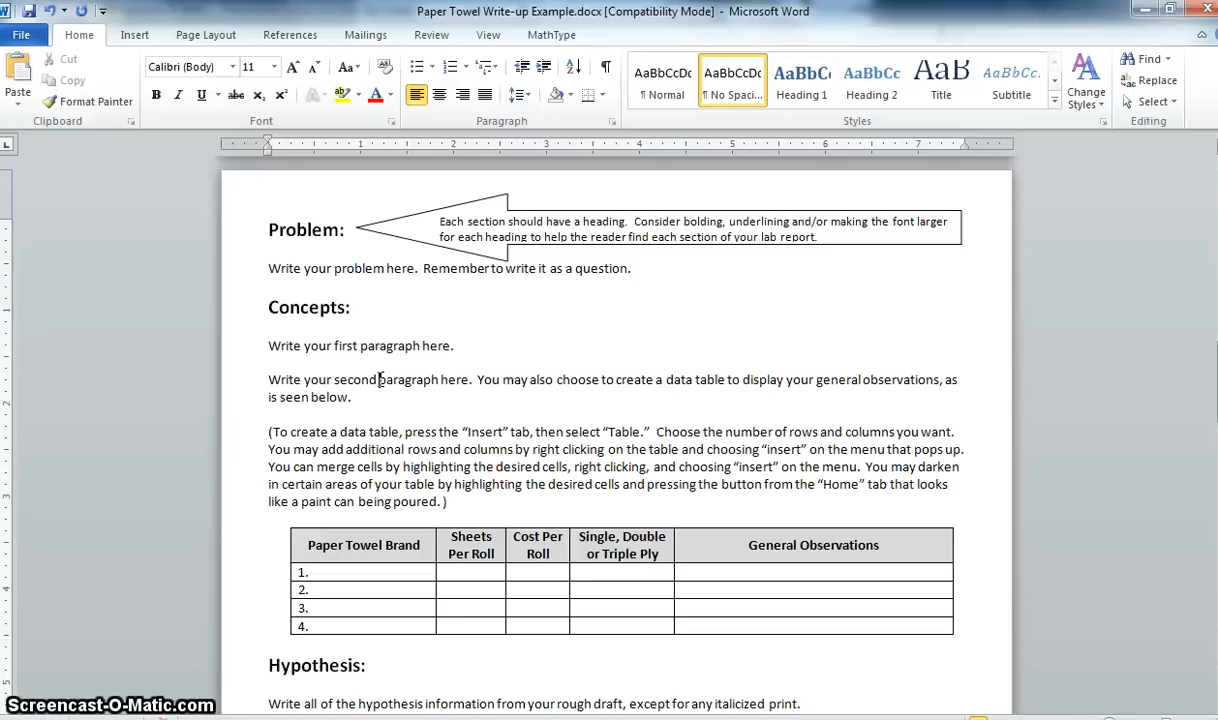 Paper Towel Write-up Example.docx [Compatibility Mode] - Microsoft Word
File Home Insert Page Layout References Mailings Review View MathType
Paste
Cut
Copy
Format Painter
Clipboard
Calibri (Body) 11
Font
Paragraph
AaBbCcDc AaBbCcDc AaBbCc AaBbCc AaB AaBbCc.
¶ Normal ¶ No Spaci... Heading 1 Heading 2 Title Subtitle
Change Styles
Styles
Find
Replace
Select
Editing
1 2 3 4 5 6 7
Problem:
Each section should have a heading. Consider bolding, underlining and/or making the font larger
for each heading to help the reader find each section of your lab report.
Write your problem here. Remember to write it as a question.
Concepts:
Write your first paragraph here.
Write your second paragraph here. You may also choose to create a data table to display your general observations, as
is seen below.
(To create a data table, press the “Insert” tab, then select “Table.” Choose the number of rows and columns you want.
You may add additional rows and columns by right clicking on the table and choosing “insert” on the menu that pops up.
You can merge cells by highlighting the desired cells, right clicking, and choosing “insert” on the menu. You may darken
in certain areas of your table by highlighting the desired cells and pressing the button from the “Home” tab that looks
like a paint can being poured. )
Paper Towel Brand Sheets Per Roll Cost Per Roll Single, Double or Triple Ply General Observations
1.
2.
3.
4.
Hypothesis:
Write all of the hypothesis information from your rough draft, except for any italicized print.
Screencast-O-Matic.com